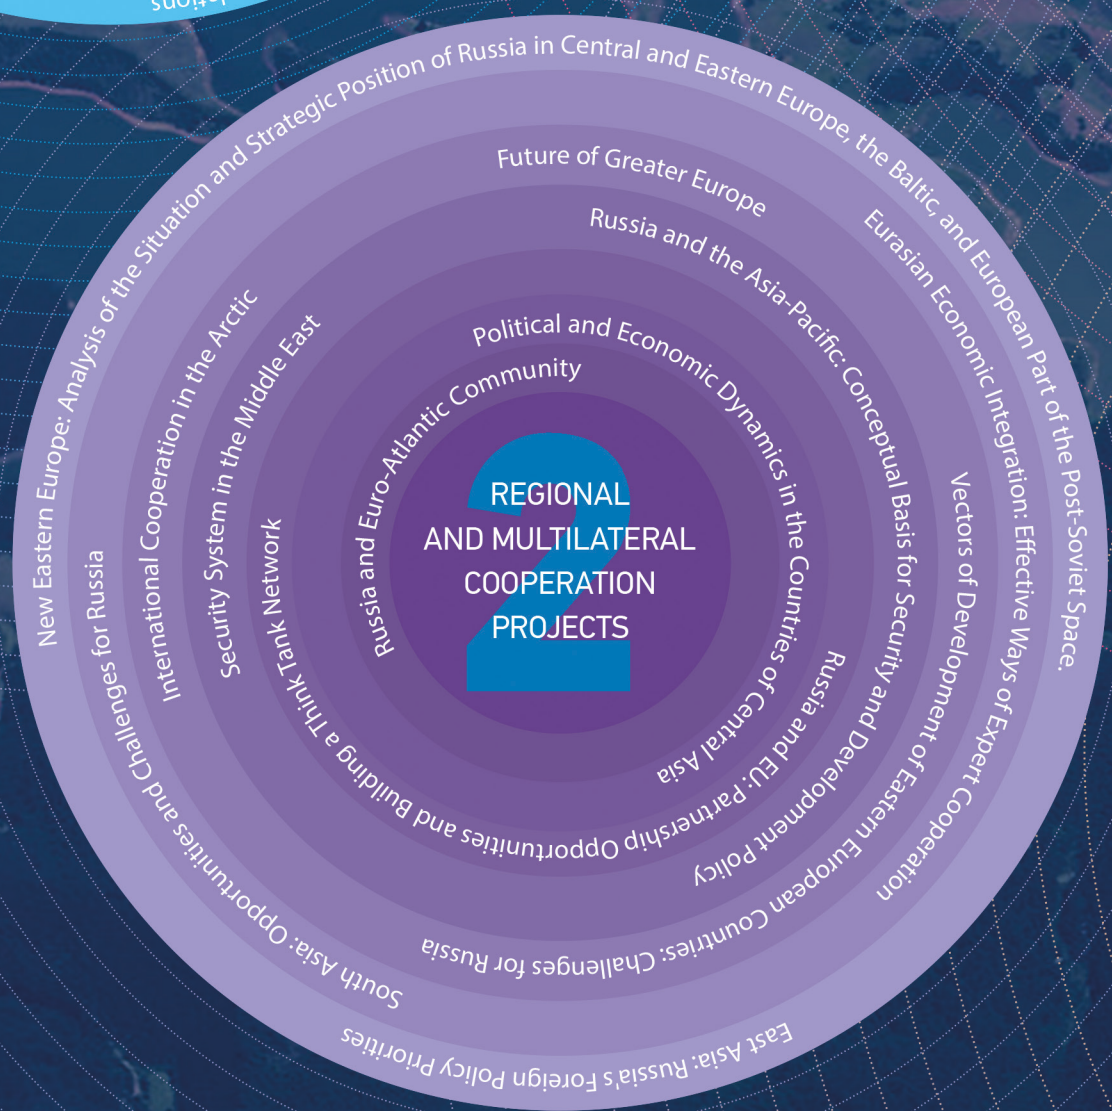 lations
New Eastern Europe: Analysis of the Situation and Strategic Position of Russia in Central and Eastern Europe, the Baltic, and European Part of the Post-Soviet Space.
Future of Greater Europe
Eurasian Economic Integration: Effective Ways of Expert Cooperation
Russia and the Asia-Pacific: Conceptual Basis for Security and Development Policy
International Cooperation in the Arctic
Security System in the Middle East
Political and Economic Dynamics in the Countries of Central Asia
Russia and Euro-Atlantic Community
2
REGIONAL
AND MULTILATERAL
COOPERATION
PROJECTS
Vectors of Development of Eastern European Countries: Challenges for Russia
Russia and EU: Partnership Opportunities and Building a Think Tank Network
South Asia: Opportunities and Challenges for Russia
East Asia: Russia's Foreign Policy Priorities